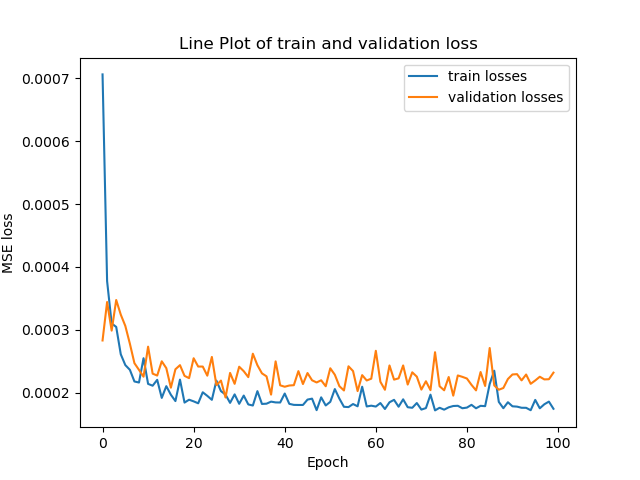 Line Plot of train and validation loss
train losses
validation losses
MSE loss
0.0007
0.0006
0.0005
0.0004
0.0003
0.0002
0 20 40 60 80 100
Epoch